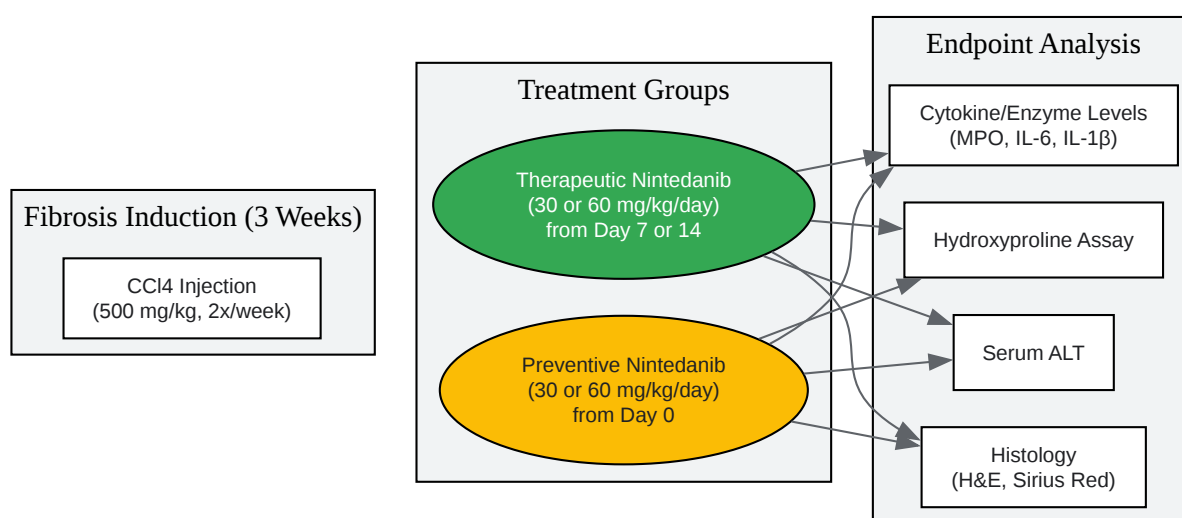 Fibrosis Induction (3 Weeks)
CCl4 Injection
(500 mg/kg, 2x/week)
Treatment Groups
Therapeutic Nintedanib
(30 or 60 mg/kg/day)
from Day 7 or 14
Preventive Nintedanib
(30 or 60 mg/kg/day)
from Day 0
Endpoint Analysis
Cytokine/Enzyme Levels
(MPO, IL-6, IL-1β)
Hydroxyproline Assay
Serum ALT
Histology
(H&E, Sirius Red)